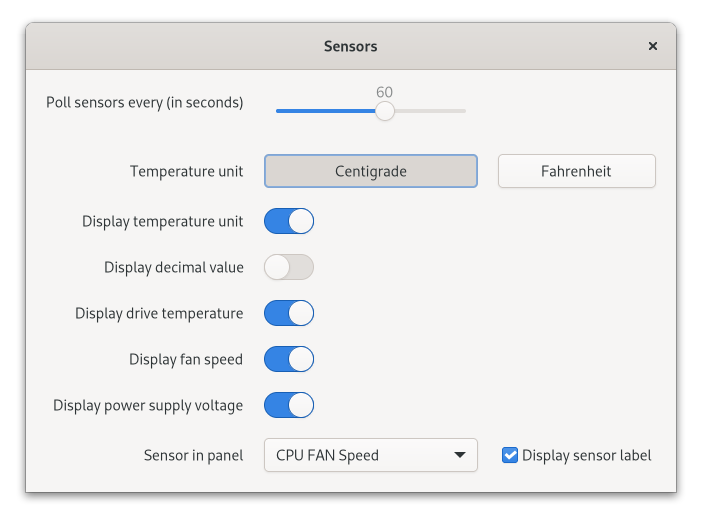 Sensors
60
Poll sensors every (in seconds)
Temperature unit Centigrade Fahrenheit
Display temperature unit
Display decimal value
Display drive temperature
Display fan speed
Display power supply voltage
Sensor in panel CPU FAN Speed Display sensor label